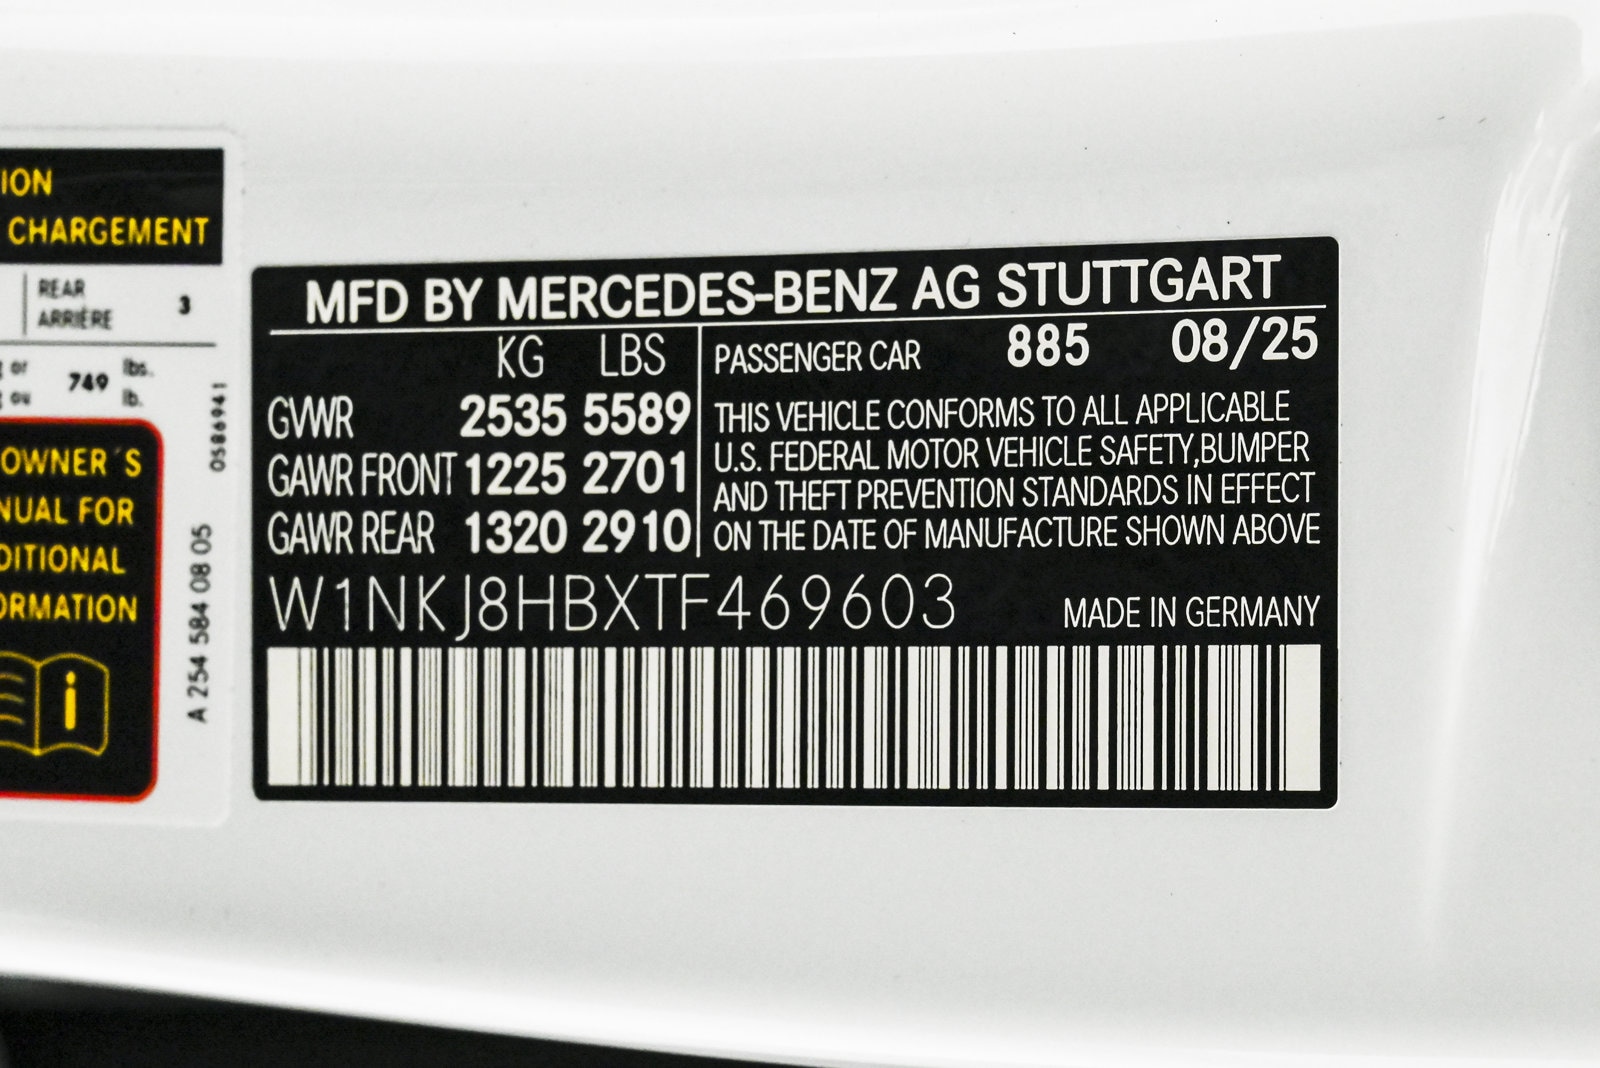 ION
CHARGEMENT
REAR
ARRIÈRE
3
or 749 lbs.
ou lb.
0586941
OWNER´S
NUAL FOR
DITIONAL
ORMATION
i
A 254 584 08 05
MFD BY MERCEDES-BENZ AG STUTTGART
KG LBS
GVWR 2535 5589
GAWR FRONT 1225 2701
GAWR REAR 1320 2910
PASSENGER CAR 885 08/25
THIS VEHICLE CONFORMS TO ALL APPLICABLE
U.S. FEDERAL MOTOR VEHICLE SAFETY,BUMPER
AND THEFT PREVENTION STANDARDS IN EFFECT
ON THE DATE OF MANUFACTURE SHOWN ABOVE
W1NKJ8HBXTF469603
MADE IN GERMANY